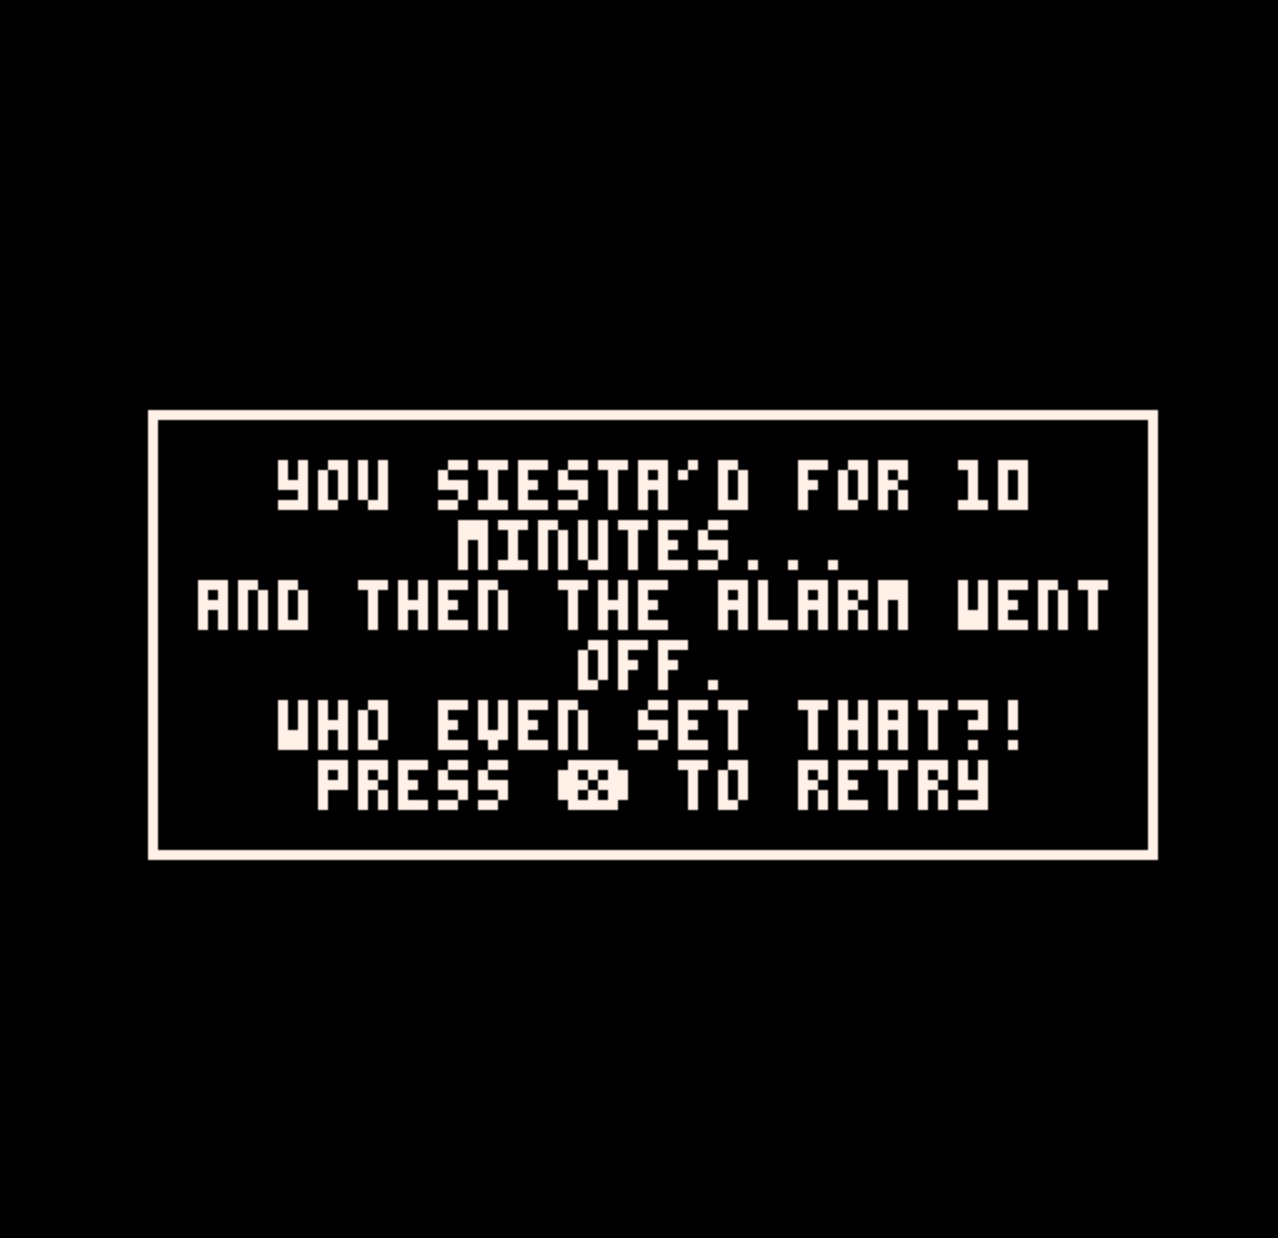 YOU SIESTA'D FOR 10
MINUTES...
AND THEN THE ALARM WENT
OFF.
WHO EVEN SET THAT?!
PRESS ❎ TO RETRY